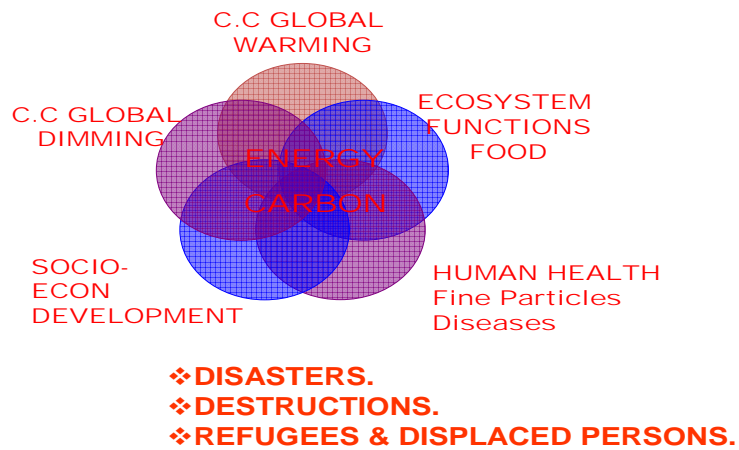 C.C GLOBAL
WARMING
C.C GLOBAL
DIMMING
ECOSYSTEM
FUNCTIONS
FOOD
ENERGY
CARBON
SOCIO-
ECON
DEVELOPMENT
HUMAN HEALTH
Fine Particles
Diseases
❖DISASTERS.
❖DESTRUCTIONS.
❖REFUGEES & DISPLACED PERSONS.